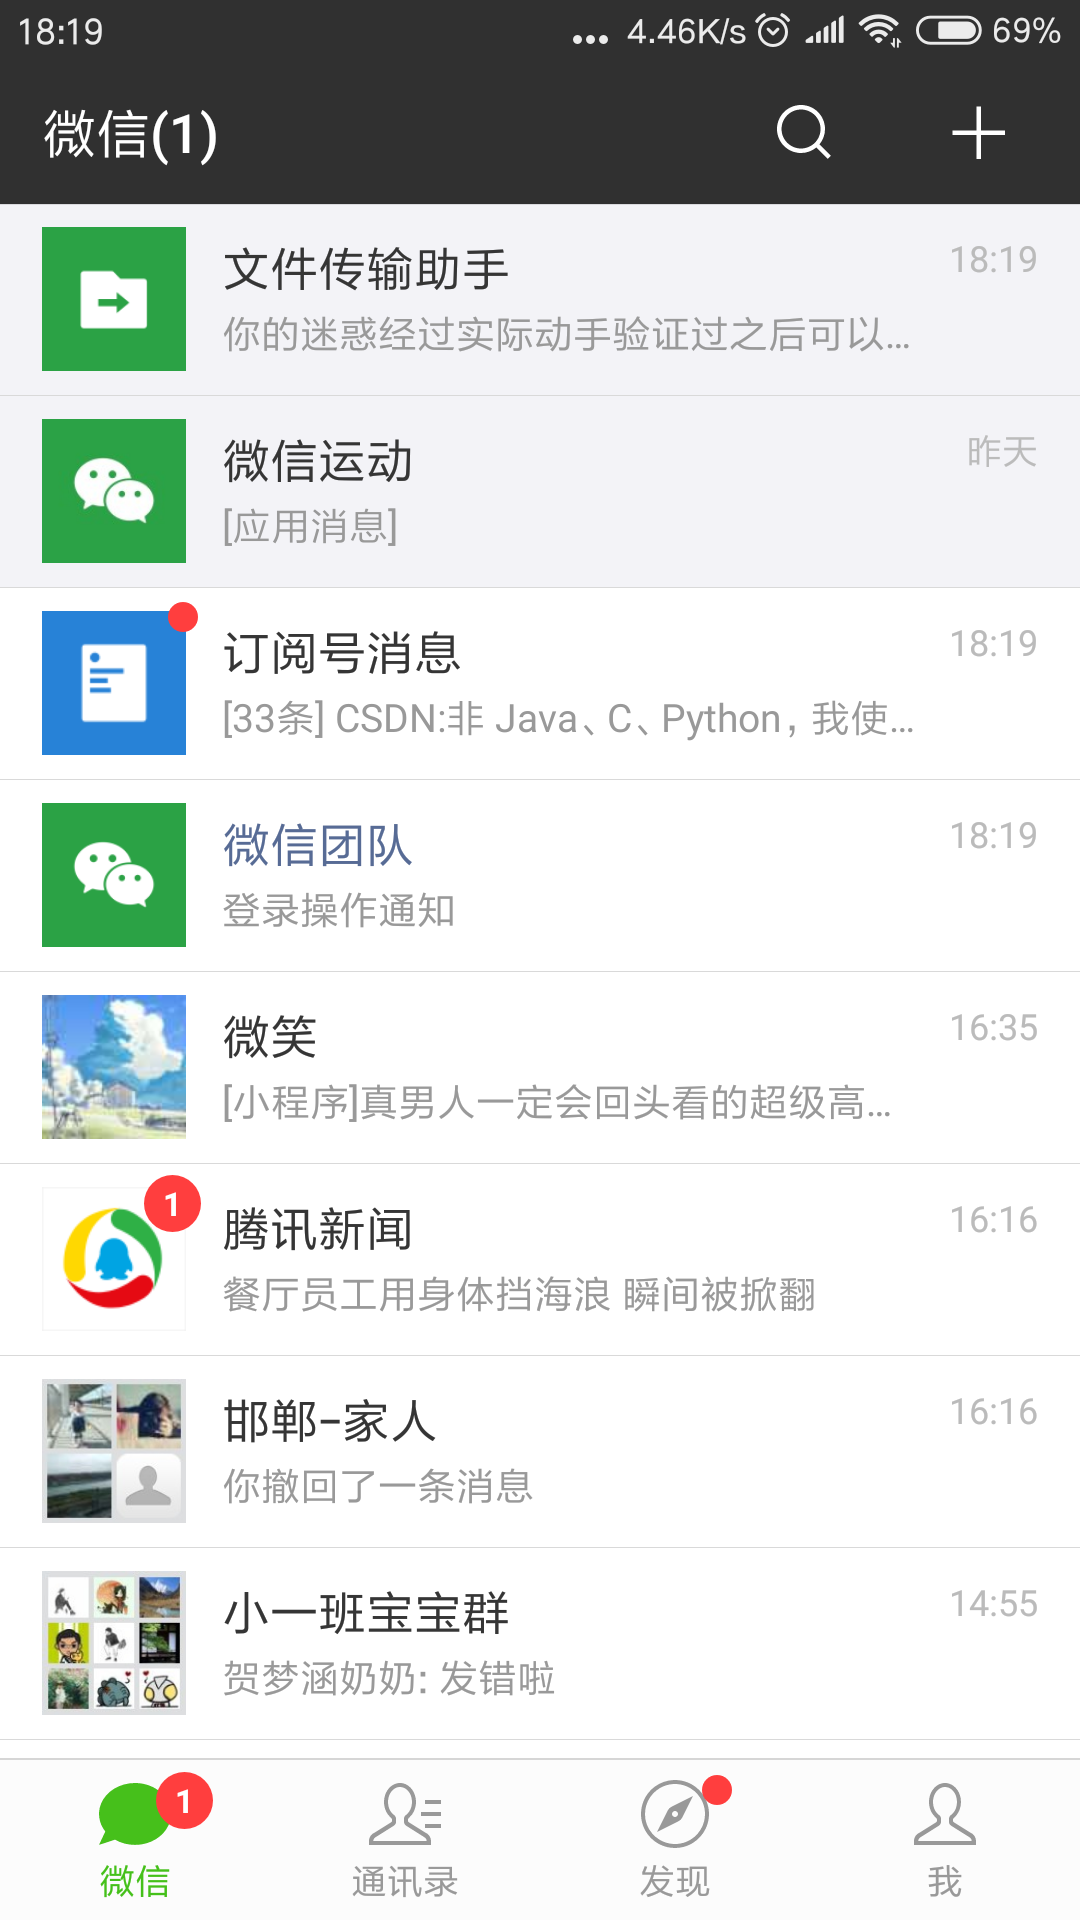 18:19
... 4.46K/s 69%
微信(1)
文件传输助手 18:19
你的迷惑经过实际动手验证过之后可以...
微信运动 昨天
[应用消息]
订阅号消息 18:19
[33条] CSDN:非 Java、C、Python，我使...
微信团队 18:19
登录操作通知
微笑 16:35
[小程序]真男人一定会回头看的超级高...
1
腾讯新闻 16:16
餐厅员工用身体挡海浪 瞬间被掀翻
邯郸-家人 16:16
你撤回了一条消息
小一班宝宝群 14:55
贺梦涵奶奶: 发错啦
1
微信 通讯录 发现 我